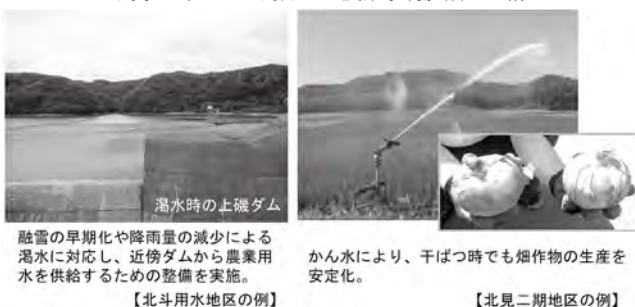 渇水時の上磯ダム
融雪の早期化や降雨量の減少による
渇水に対応し、近傍ダムから農業用
水を供給するための整備を実施。
【北斗用水地区の例】
かん水により、干ばつ時でも畑作物の生産を
安定化。
【北見二期地区の例】